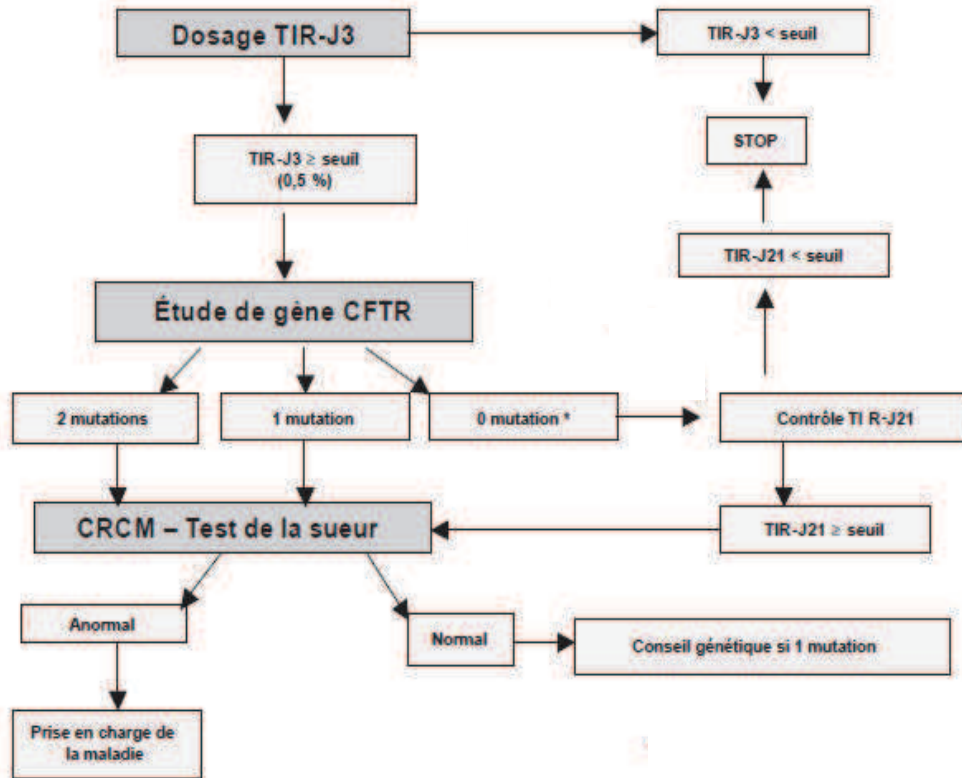 Dosage TIR-J3
TIR-J3 < seuil
STOP
TIR-J3 ≥ seuil
(0,5 %)
TIR-J21 < seuil
Étude de gène CFTR
2 mutations
1 mutation
0 mutation *
Contrôle TI R-J21
CRCM – Test de la sueur
TIR-J21 ≥ seuil
Anormal
Normal
Conseil génétique si 1 mutation
Prise en charge de
la maladie